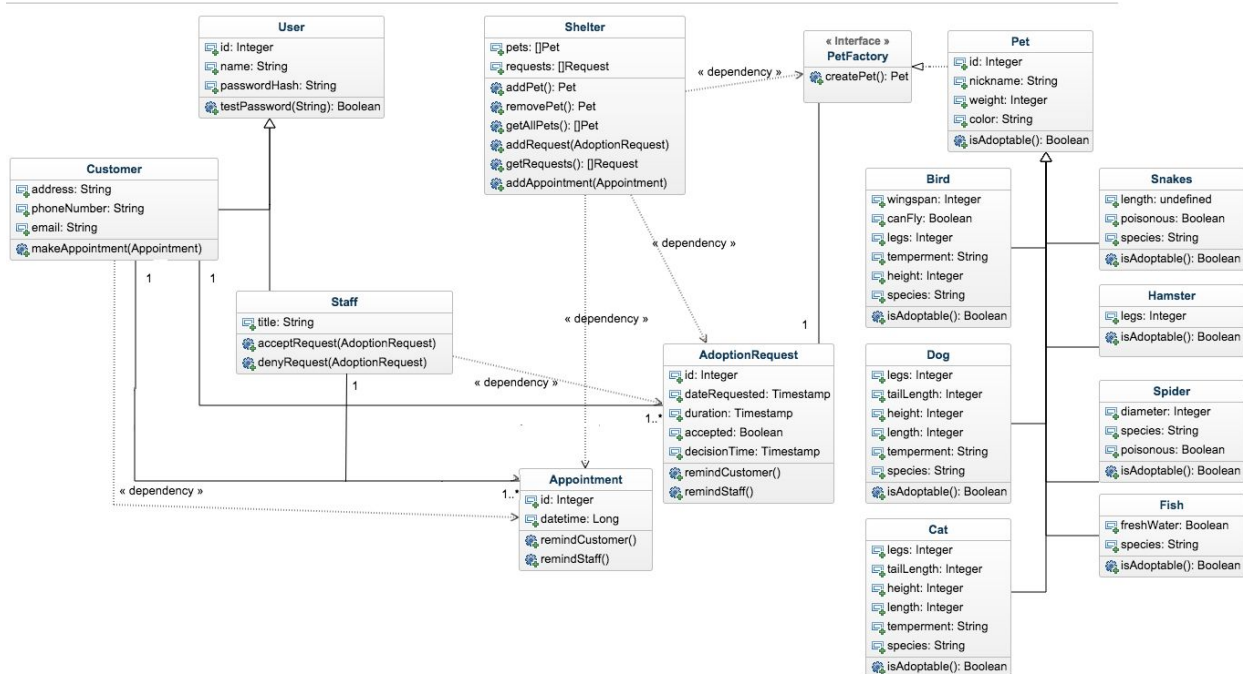 User
id: Integer
name: String
passwordHash: String
testPassword(String): Boolean
Shelter
pets: []Pet
requests: []Request
addPet(): Pet
removePet(): Pet
getAllPets(): []Pet
addRequest(AdoptionRequest)
getRequests(): []Request
addAppointment(Appointment)
« dependency »
« Interface »
PetFactory
createPet(): Pet
Pet
id: Integer
nickname: String
weight: Integer
color: String
isAdoptable(): Boolean
Customer
address: String
phoneNumber: String
email: String
makeAppointment(Appointment)
1
1
Staff
title: String
acceptRequest(AdoptionRequest)
denyRequest(AdoptionRequest)
1
« dependency »
« dependency »
« dependency »
« dependency »
1
AdoptionRequest
id: Integer
dateRequested: Timestamp
duration: Timestamp
accepted: Boolean
decisionTime: Timestamp
remindCustomer()
remindStaff()
1..*
Appointment
id: Integer
datetime: Long
remindCustomer()
remindStaff()
1..*
Bird
wingspan: Integer
canFly: Boolean
legs: Integer
temperment: String
height: Integer
species: String
isAdoptable(): Boolean
Snakes
length: undefined
poisonous: Boolean
species: String
isAdoptable(): Boolean
Hamster
legs: Integer
isAdoptable(): Boolean
Dog
legs: Integer
tailLength: Integer
height: Integer
length: Integer
temperment: String
species: String
isAdoptable(): Boolean
Spider
diameter: Integer
species: String
poisonous: Boolean
isAdoptable(): Boolean
Fish
freshWater: Boolean
species: String
isAdoptable(): Boolean
Cat
legs: Integer
tailLength: Integer
height: Integer
length: Integer
temperment: String
species: String
isAdoptable(): Boolean